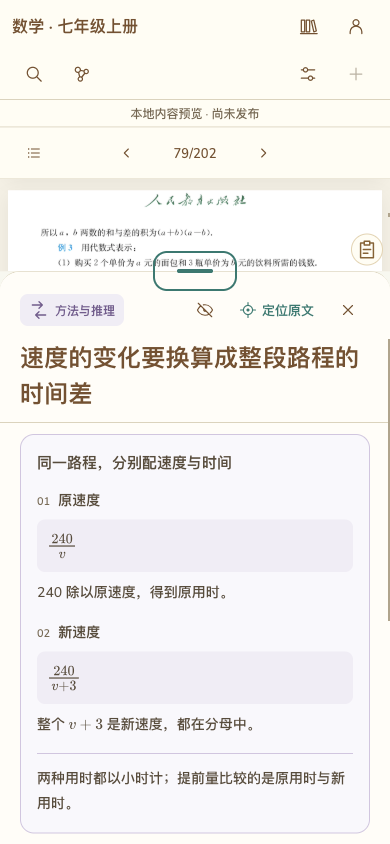 数学 · 七年级上册
本地内容预览 · 尚未发布
79/202
人民教育出版社
所以 a，b 两数的和与差的积为(a+b)(a-b)．
例 3 用代数式表示：
(1) 购买 2 个单价为 a 元的面包和 3 瓶单价为 b 元的饮料所需的钱数．
方法与推理
定位原文
速度的变化要换算成整段路程的
时间差
同一路程，分别配速度与时间
01 原速度
240
v
240 除以原速度，得到原用时。
02 新速度
240
v+3
整个 v + 3 是新速度，都在分母中。
两种用时都以小时计；提前量比较的是原用时与新
用时。